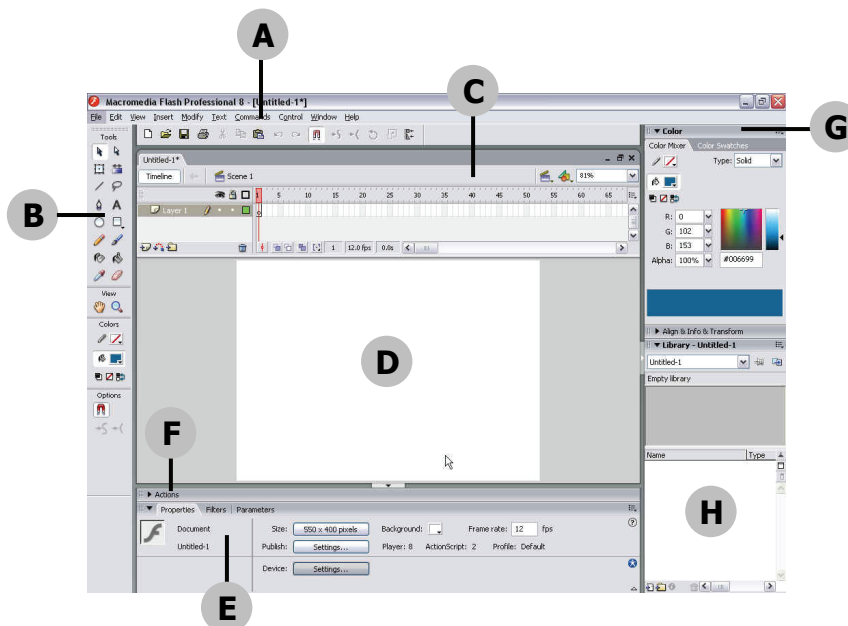 A
C
Macromedia Flash Professional 8 - [Untitled-1*]
File Edit View Insert Modify Text Commands Control Window Help
G
Tools
Color
Color Mixer Color Swatches
Untitled-1*
Type: Solid
Timeline Scene 1 81%
1 5 10 15 20 25 30 35 40 45 50 55 60 65
B
Layer 1
R: 0
G: 102
B: 153
1 12.0 fps 0.0s
Alpha: 100% #006699
View
Colors
Align & Info & Transform
Library - Untitled-1
Untitled-1
D
Empty library
Options
F
Name Type
Actions
Properties Filters Parameters
H
Document
Size: 550 x 400 pixels Background: Frame rate: 12 fps
Untitled-1
Publish: Settings... Player: 8 ActionScript: 2 Profile: Default
Device: Settings...
E